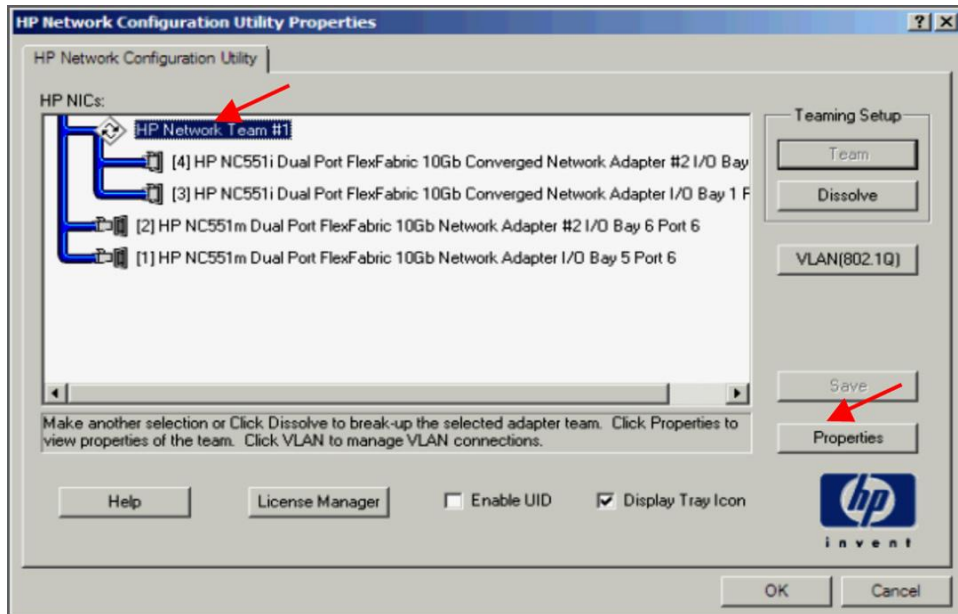 HP Network Configuration Utility Properties
HP Network Configuration Utility
HP NICs:
HP Network Team #1
[4] HP NC551i Dual Port FlexFabric 10Gb Converged Network Adapter #2 I/O Bay
[3] HP NC551i Dual Port FlexFabric 10Gb Converged Network Adapter I/O Bay 1 F
[2] HP NC551m Dual Port FlexFabric 10Gb Network Adapter #2 I/O Bay 6 Port 6
[1] HP NC551m Dual Port FlexFabric 10Gb Network Adapter I/O Bay 5 Port 6
Teaming Setup
Team
Dissolve
VLAN(802.1Q)
Save
Properties
Make another selection or Click Dissolve to break-up the selected adapter team. Click Properties to
view properties of the team. Click VLAN to manage VLAN connections.
Help
License Manager
Enable UID
Display Tray Icon
hp
invent
OK
Cancel